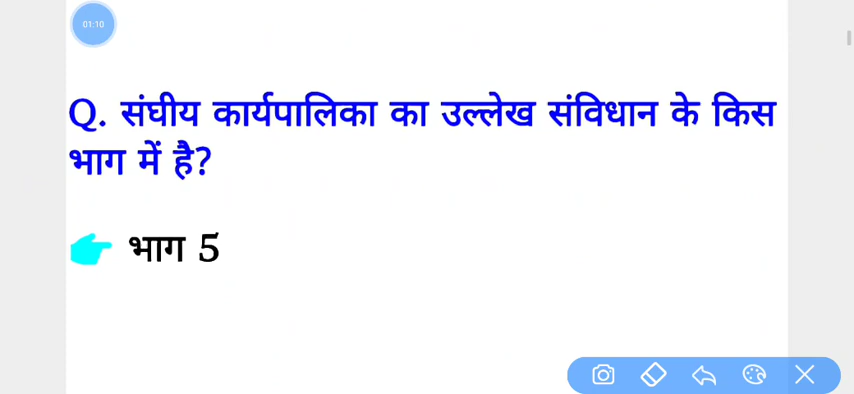 01:10
Q. संघीय कार्यपालिका का उल्लेख संविधान के किस
भाग में है?
भाग 5